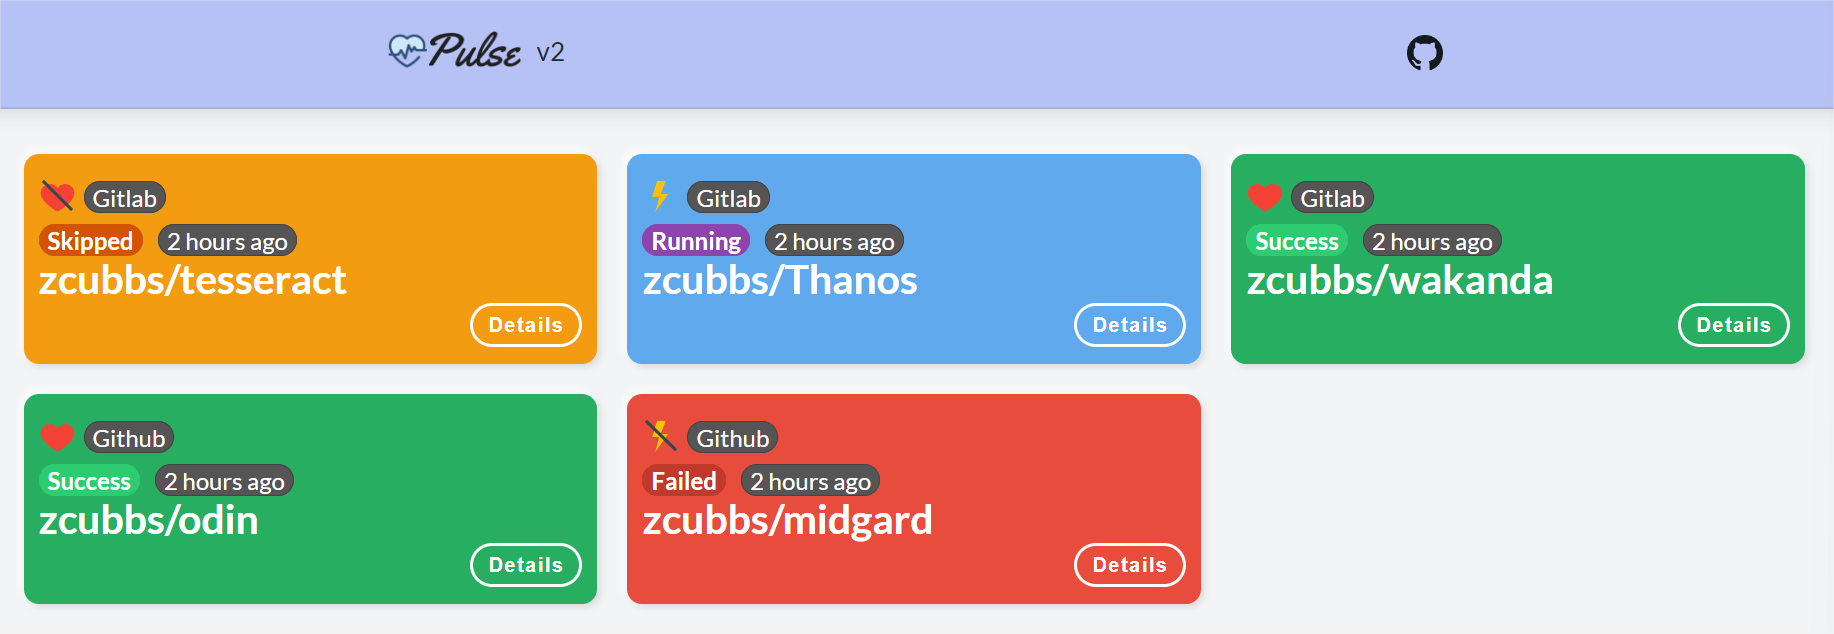 Pulse v2
Gitlab
Skipped 2 hours ago
zcubbs/tesseract
Details
Gitlab
Running 2 hours ago
zcubbs/Thanos
Details
Gitlab
Success 2 hours ago
zcubbs/wakanda
Details
Github
Success 2 hours ago
zcubbs/odin
Details
Github
Failed 2 hours ago
zcubbs/midgard
Details